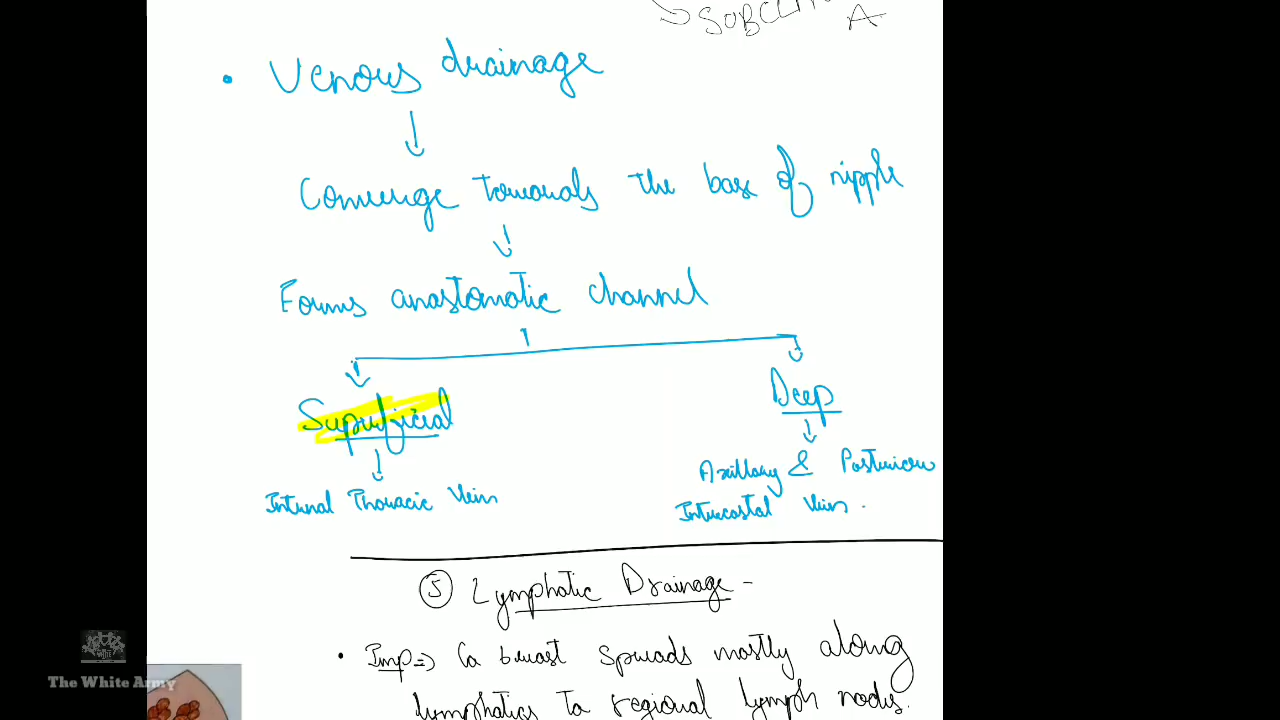 A
• Venous drainage
Converge towards the base of nipple
Forms anastomotic channel
Superficial
Deep
Internal Thoracic Vein
Axillary & Posterior
Intercostal Vein.
⑤ Lymphatic Drainage -
• Imp => Ca breast spreads mostly along
lymphatics to regional lymph nodes.
The White Army